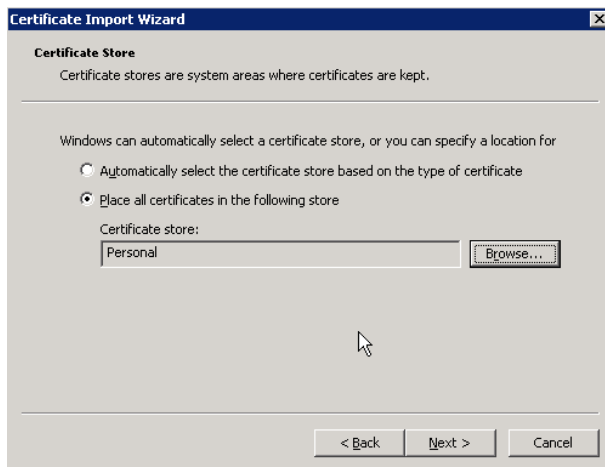 Certificate Import Wizard
Certificate Store
Certificate stores are system areas where certificates are kept.
Windows can automatically select a certificate store, or you can specify a location for
Automatically select the certificate store based on the type of certificate
Place all certificates in the following store
Certificate store:
Personal
Browse...
< Back
Next >
Cancel